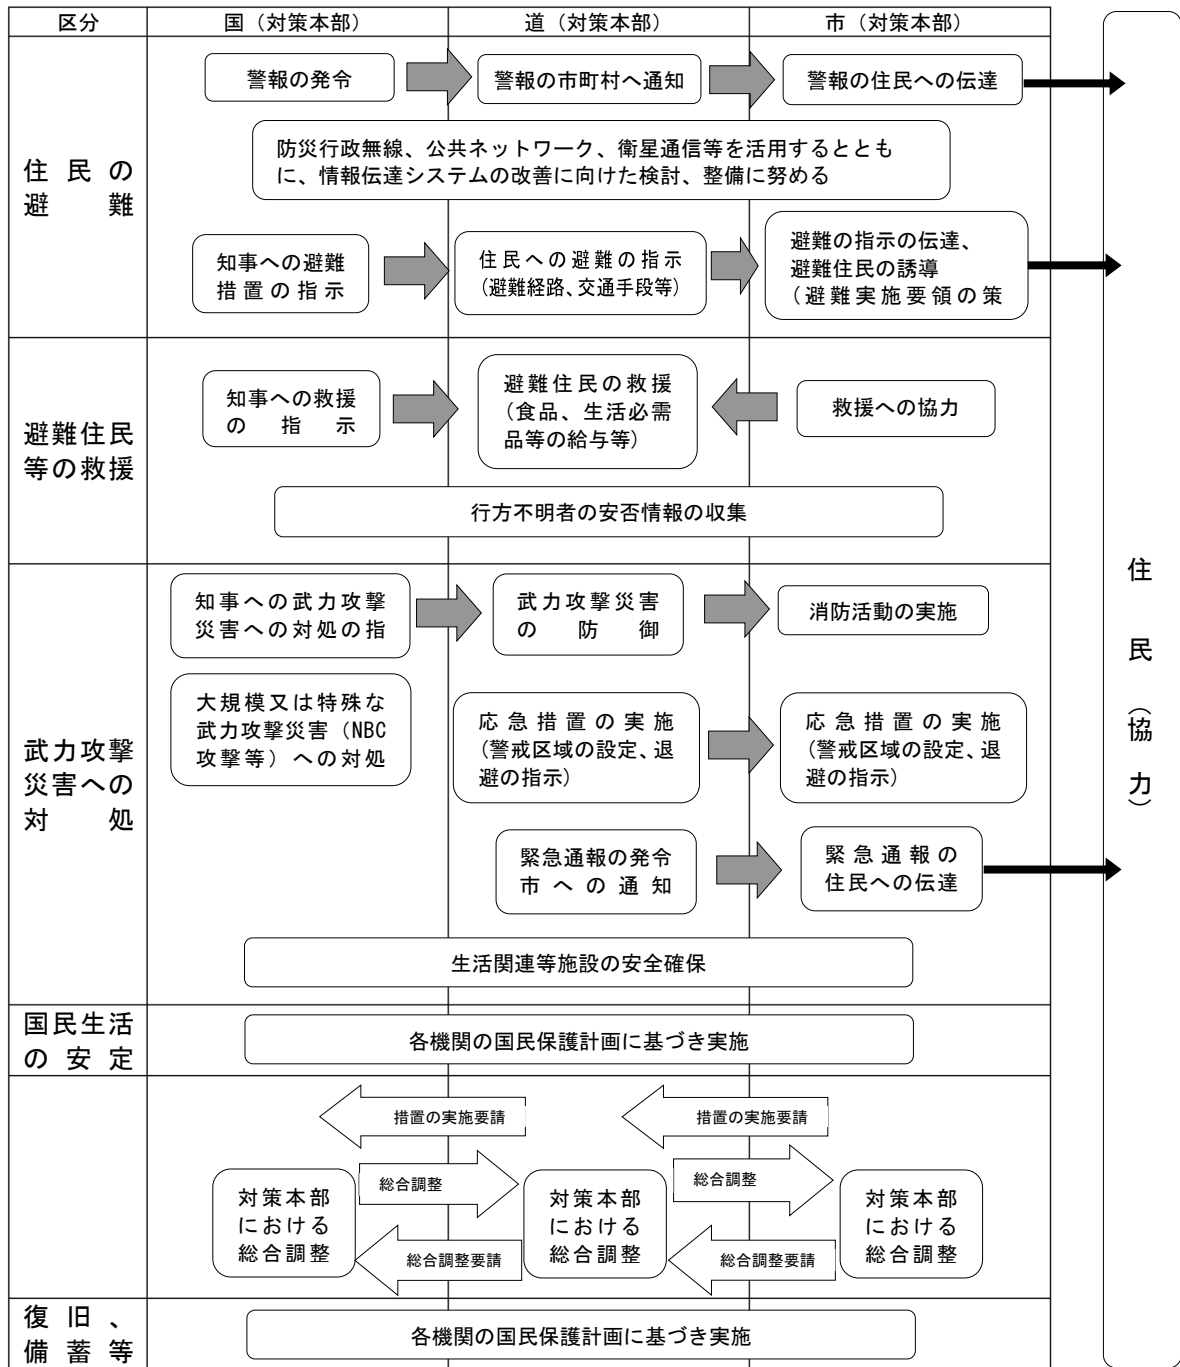 区分
国（対策本部）
道（対策本部）
市（対策本部）
住民の
避難
警報の発令
警報の市町村へ通知
警報の住民への伝達
防災行政無線、公共ネットワーク、衛星通信等を活用するととも
に、情報伝達システムの改善に向けた検討、整備に努める
知事への避難
措置の指示
住民への避難の指示
（避難経路、交通手段等）
避難の指示の伝達、
避難住民の誘導
（避難実施要領の策
避難住民
等の救援
知事への救援
の指示
避難住民の救援
（食品、生活必需
品等の給与等）
救援への協力
行方不明者の安否情報の収集
武力攻撃
災害への
対処
知事への武力攻撃
災害への対処の指
武力攻撃災害
の防御
消防活動の実施
大規模又は特殊な
武力攻撃災害（NBC
攻撃等）への対処
応急措置の実施
（警戒区域の設定、退
避の指示）
応急措置の実施
（警戒区域の設定、退
避の指示）
緊急通報の発令
市への通知
緊急通報の
住民への伝達
生活関連等施設の安全確保
国民生活
の安定
各機関の国民保護計画に基づき実施
措置の実施要請
措置の実施要請
総合調整
総合調整
対策本部
における
総合調整
対策本部
における
総合調整
対策本部
における
総合調整
総合調整要請
総合調整要請
復旧、
備蓄等
各機関の国民保護計画に基づき実施
住民（協力）